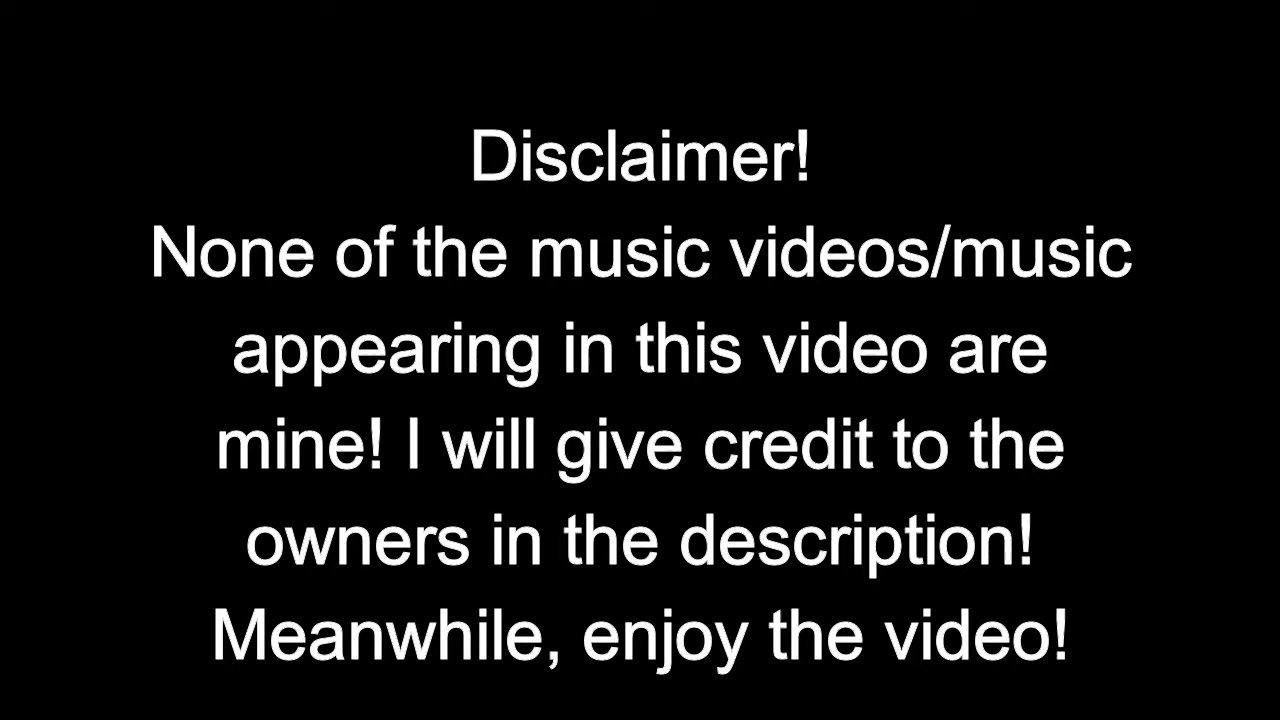 Disclaimer!
None of the music videos/music
appearing in this video are
mine! I will give credit to the
owners in the description!
Meanwhile, enjoy the video!